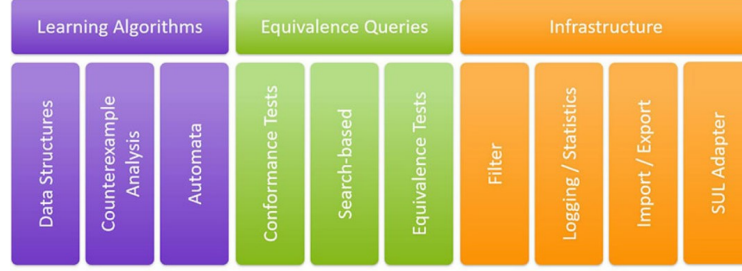 Learning Algorithms
Equivalence Queries
Infrastructure
Data Structures
Counterexample
Analysis
Automata
Conformance Tests
Search-based
Equivalence Tests
Filter
Logging / Statistics
Import / Export
SUL Adapter